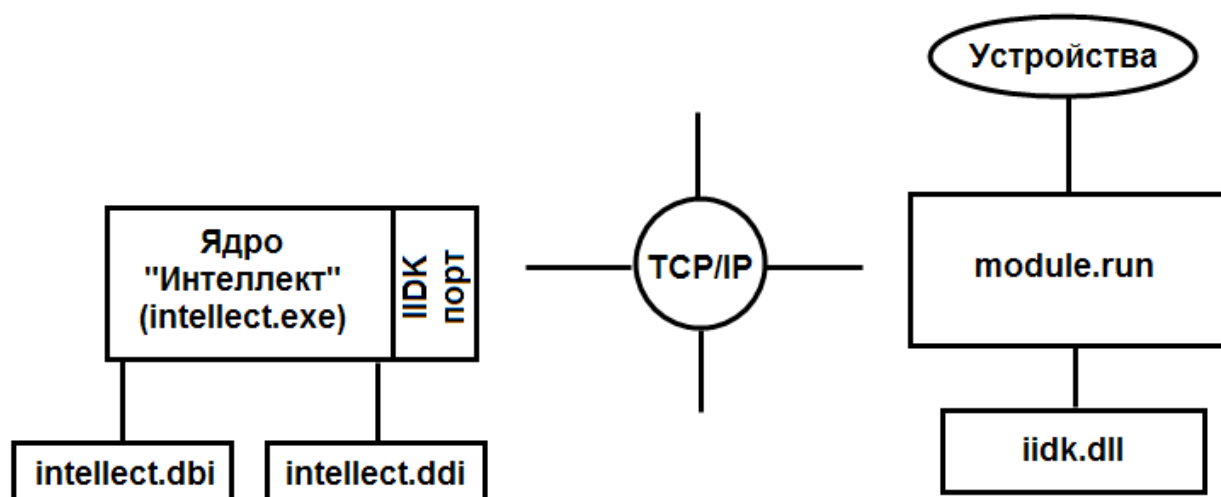 Устройства
Ядро
"Интеллект"
(intellect.exe)
IIDK
порт
TCP/IP
module.run
intellect.dbi
intellect.ddi
iidk.dll